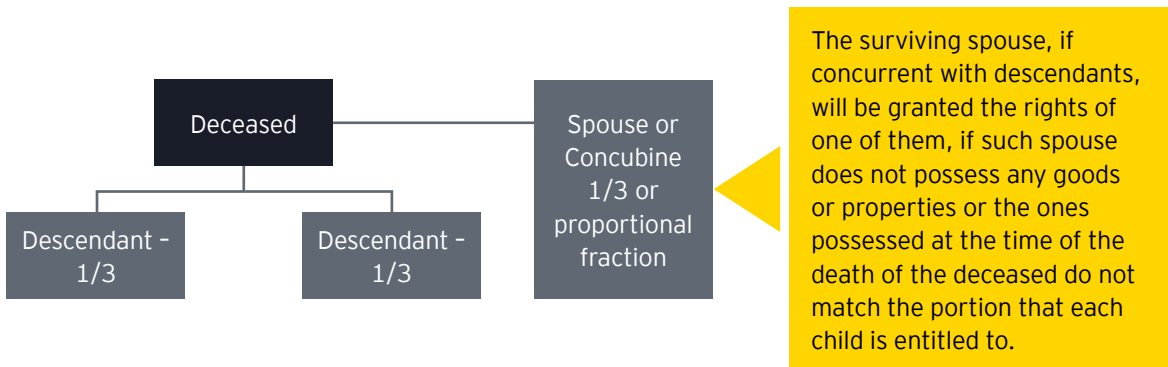 Deceased
Descendant –
1/3
Descendant –
1/3
Spouse or
Concubine
1/3 or
proportional
fraction
The surviving spouse, if
concurrent with descendants,
will be granted the rights of
one of them, if such spouse
does not possess any goods
or properties or the ones
possessed at the time of the
death of the deceased do not
match the portion that each
child is entitled to.